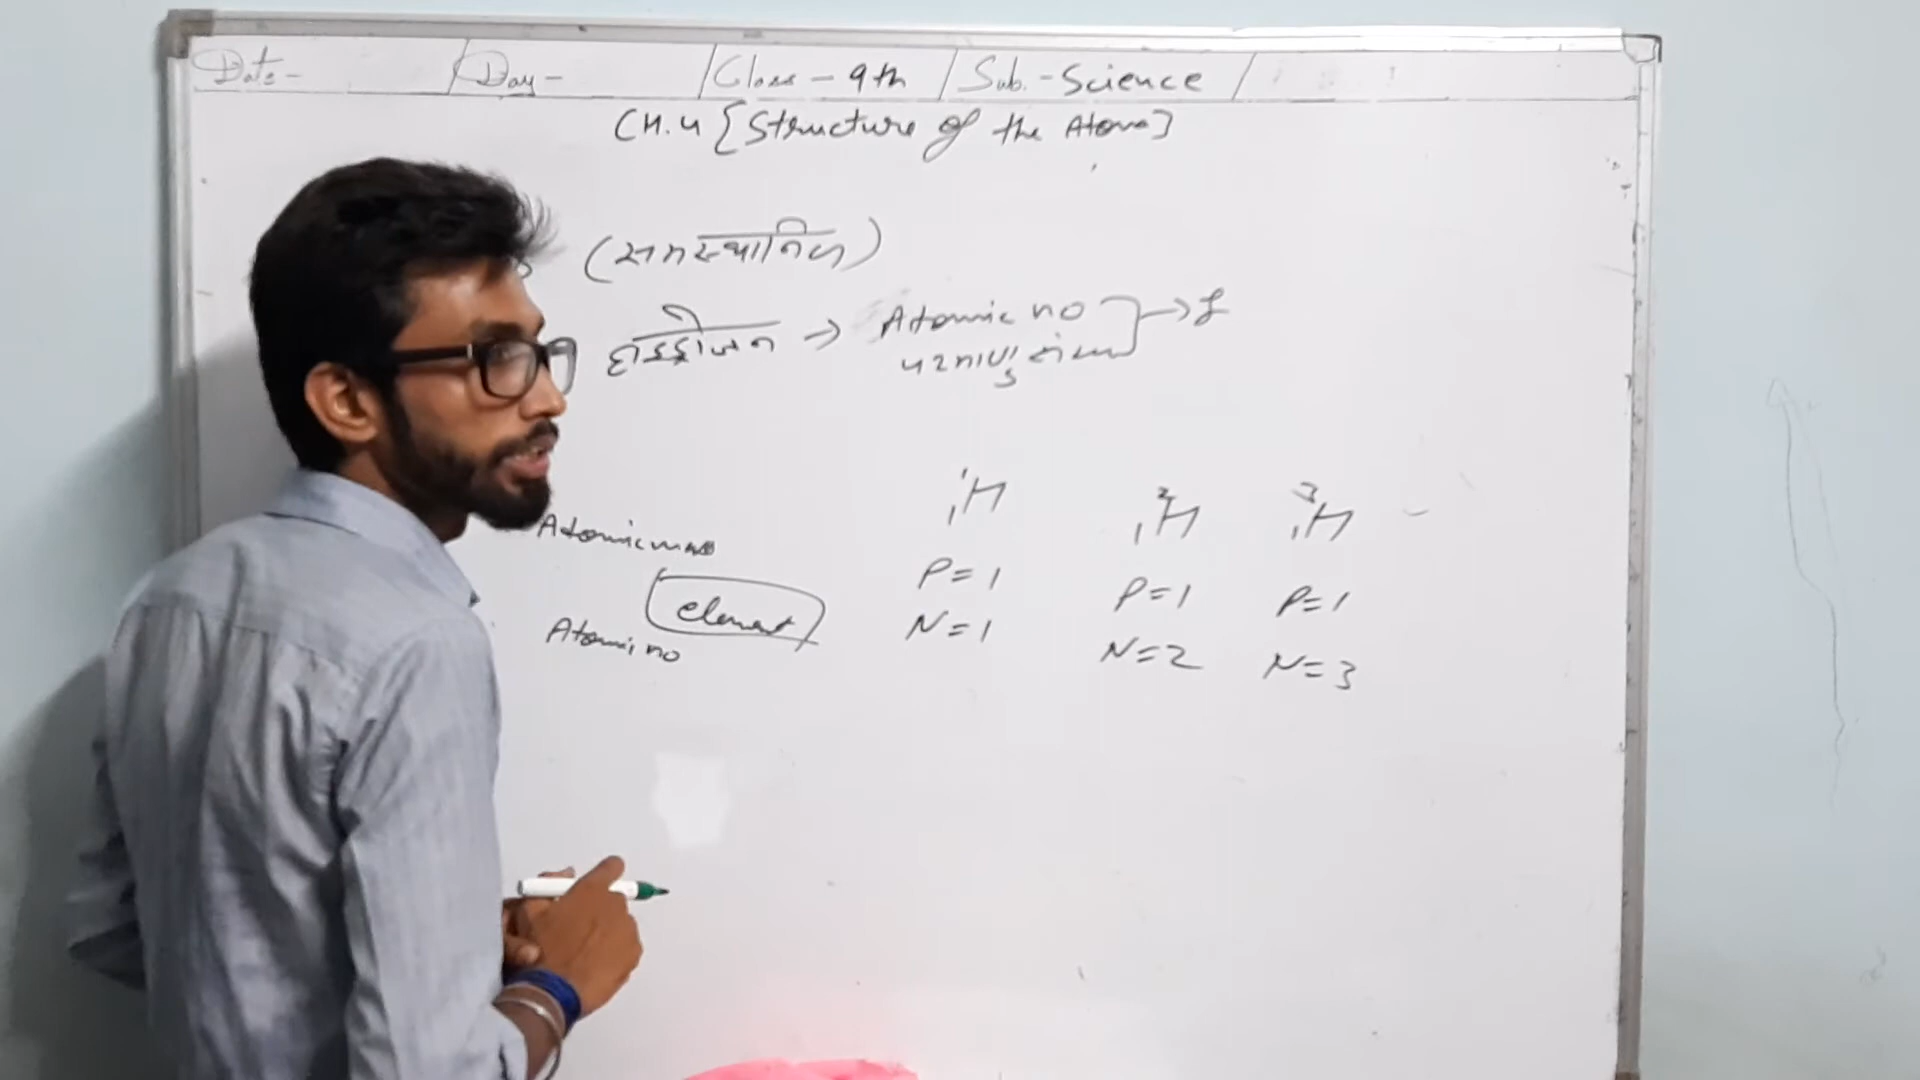 Date- Day- Class - 9th Sub. - Science
CH.4 [Structure of the Atom]
(समस्थानिक)
हाइड्रोजन → Atomic no
परमाणु संख्या
¹₁H ²₁H ³₁H
Atomic mass
P=1 P=1 P=1
element
N=1 N=2 N=3
Atomic no